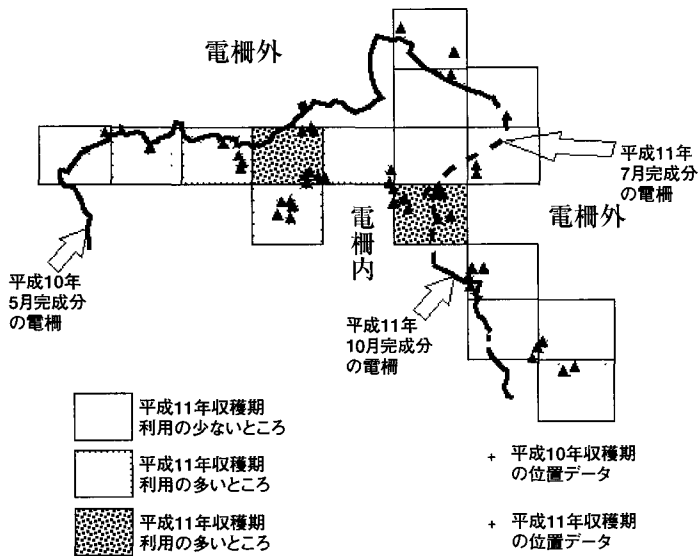 電柵外
平成11年
7月完成分
の電柵
電柵外
電柵内
平成10年
5月完成分
の電柵
平成11年
10月完成分
の電柵
平成11年収穫期
利用の少ないところ
平成11年収穫期
利用の多いところ
平成11年収穫期
利用の多いところ
+ 平成10年収穫期
の位置データ
+ 平成11年収穫期
の位置データ